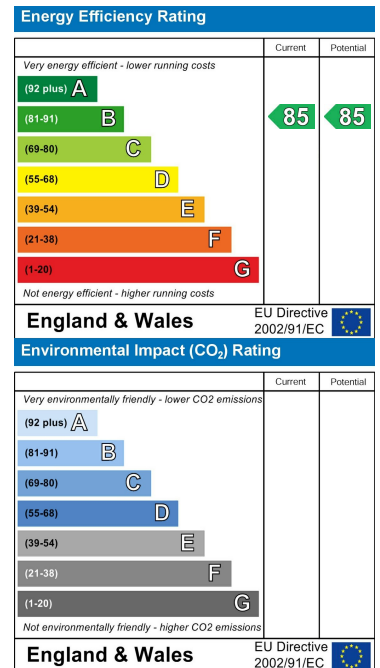 Energy Efficiency Rating
Current Potential
Very energy efficient - lower running costs
(92 plus) A
(81-91) B 85 85
(69-80) C
(55-68) D
(39-54) E
(21-38) F
(1-20) G
Not energy efficient - higher running costs
England & Wales EU Directive
2002/91/EC
Environmental Impact (CO₂) Rating
Current Potential
Very environmentally friendly - lower CO2 emissions
(92 plus) A
(81-91) B
(69-80) C
(55-68) D
(39-54) E
(21-38) F
(1-20) G
Not environmentally friendly - higher CO2 emissions
England & Wales EU Directive
2002/91/EC